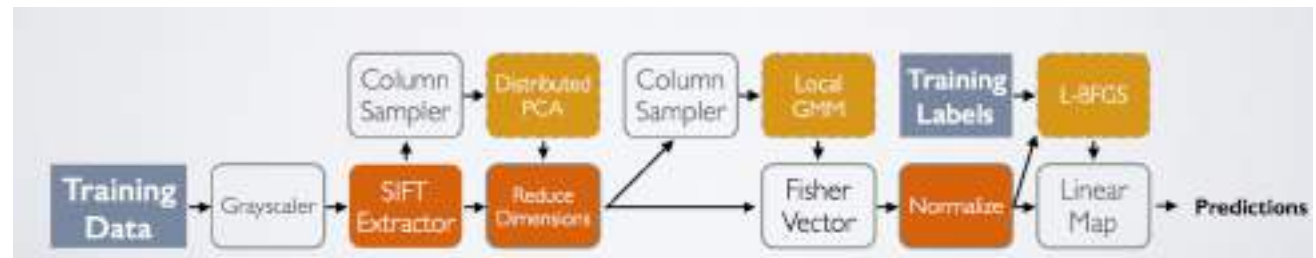 Column
Sampler
Distributed
PCA
Column
Sampler
Local
GMM
Training
Labels
L-BFGS
Training
Data
Grayscaler
SIFT
Extractor
Reduce
Dimensions
Fisher
Vector
Normalize
Linear
Map
Predictions